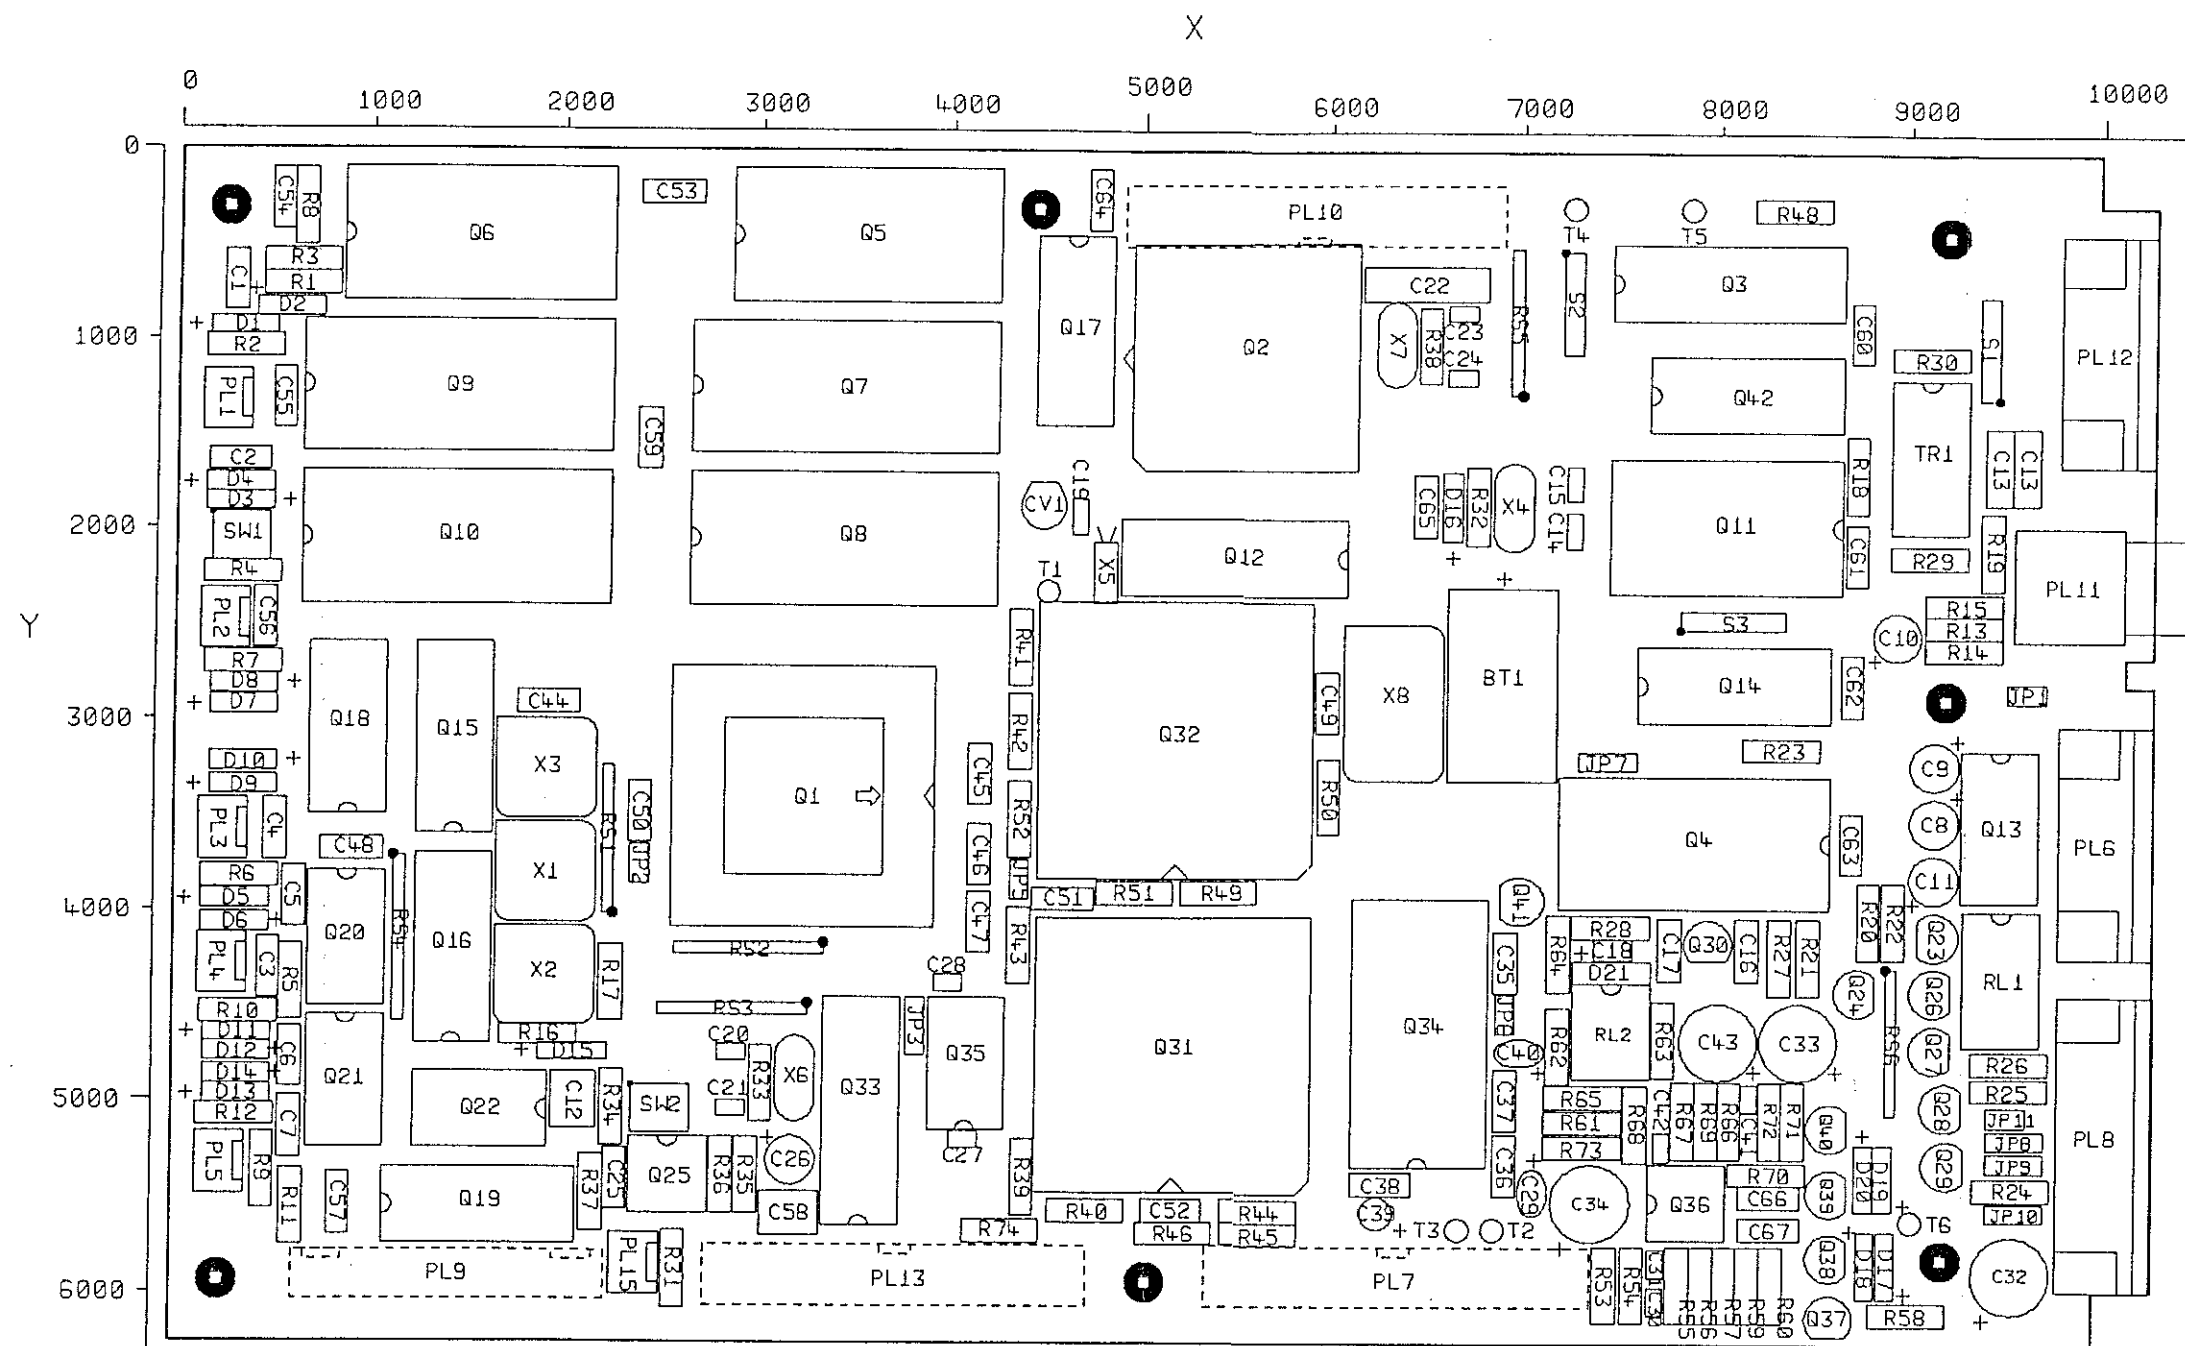 X
0 1000 2000 3000 4000 5000 6000 7000 8000 9000 10000
0
C54 R8 Q6 C53 Q5 C64 PL10 T4 T5 R48
C1 R3 R1 D2 Q17 Q2 C22 S2 Q3
D1 R2 1000
Q9 Q7 X7 R38 C23 C24 C60 R30 S1 PL12
PL1 C55 C59 Q42 TR1
C2 D4 D3 C19 CV1 C65 D16 R32 X4 C15 C14 R18 C13 C13
2000 SW1 Q10 Q8 Q12 Q11 C61 R19
R4 T1 X5 R29 PL11
Y
PL2 C56 R41 S3 C10 R15 R13 R14
R7 D8 D7 C44 BT1 X8 Q14 C62 JP1
3000 Q18 Q15 R42 Q32 C49
D10 D9 X3 C45 JP7 R23 C9
PL3 C4 RS1 C50 Q1 R52 R50 Q4 C8 Q13 PL6
C48 X1 JP2 C46 JP5 C63
R6 D5 C5 C51 R51 R49 Q41 C11
4000 D6 Q20 RS4 Q16 C47 R43 R28 C18 C17 Q30 C16 R27 R21 R20 R22 Q23
PL4 C3 R5 X2 R17 RS2 C28 C35 R64 D21 Q24 Q26 RL1
R10 D11 R16 RS3 JP3 Q34 R62 RL2 R63 C43 C33 RS6
D12 C6 D15 C20 Q35 Q31 C40 Q27
D14 D13 Q21 C21 R33 X6 Q33 R26
5000 R12 Q22 C12 R34 SW2 C37 R65 R61 R68 C42 R67 R69 R66 C41 R72 R71 R25 Q28
C7 C27 R73 Q40 JP11 JP8 PL8
PL5 R9 Q19 R37 C25 Q25 R36 R35 C26 R39 C36 R70 D20 D19 Q29 JP9
R11 C57 C58 R40 C52 R44 C38 C29 C34 Q36 C66 Q39 R24
R74 R46 R45 C39 T3 T2 C67 T6 JP10
6000 PL9 PL15 R31 PL13 PL7 R53 R54 C31 Q38 D18 D17 C32
R55 R56 R57 R59 R60 Q37 R58